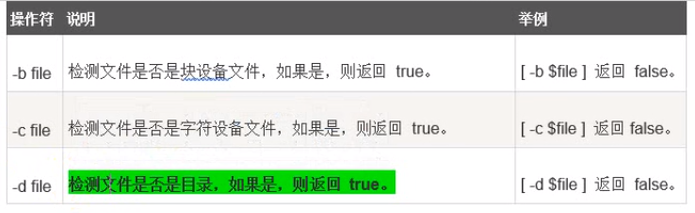 操作符 说明 举例
-b file 检测文件是否是块设备文件，如果是，则返回 true。 [ -b $file ] 返回 false。
-c file 检测文件是否是字符设备文件，如果是，则返回 true。 [ -c $file ] 返回 false。
-d file 检测文件是否是目录，如果是，则返回 true。 [ -d $file ] 返回 false。